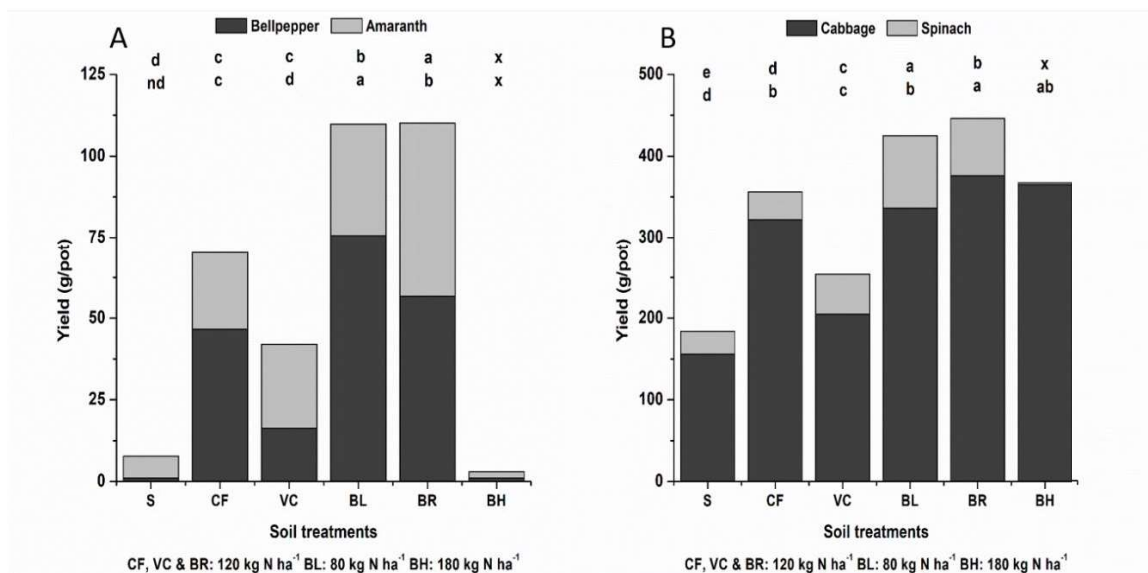 A
Bellpepper Amaranth
d c c b a x
nd c d a b x
125
100
75
50
25
0
Yield (g/pot)
S CF VC BL BR BH
Soil treatments
CF, VC & BR: 120 kg N ha⁻¹ BL: 80 kg N ha⁻¹ BH: 180 kg N ha⁻¹
B
Cabbage Spinach
e d c a b x
d b c b a ab
500
400
300
200
100
0
Yield (g/pot)
S CF VC BL BR BH
Soil treatments
CF, VC & BR: 120 kg N ha⁻¹ BL: 80 kg N ha⁻¹ BH: 180 kg N ha⁻¹